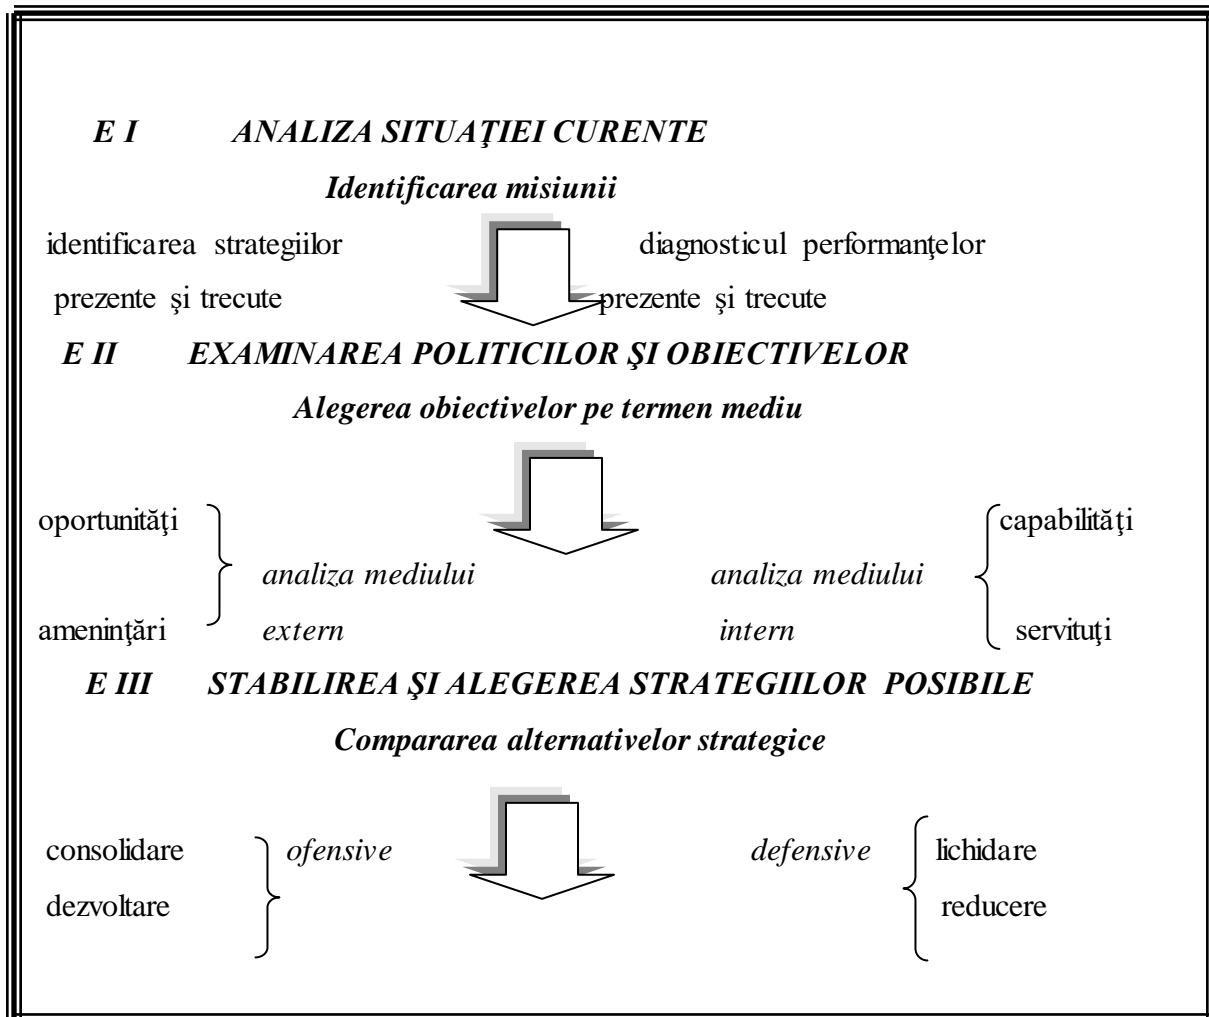 E I ANALIZA SITUAŢIEI CURENTE
Identificarea misiunii
identificarea strategiilor diagnosticul performanţelor
prezente şi trecute prezente şi trecute
E II EXAMINAREA POLITICILOR ŞI OBIECTIVELOR
Alegerea obiectivelor pe termen mediu
oportunităţi capabilităţi
analiza mediului analiza mediului
ameninţări extern intern servituţi
E III STABILIREA ŞI ALEGEREA STRATEGIILOR POSIBILE
Compararea alternativelor strategice
consolidare ofensive defensive lichidare
dezvoltare reducere